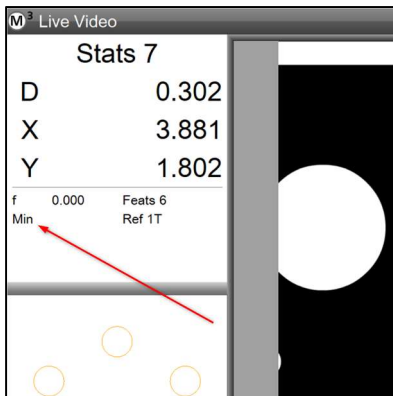 M³ Live Video
Stats 7
D 0.302
X 3.881
Y 1.802
f 0.000 Feats 6
Min Ref 1T